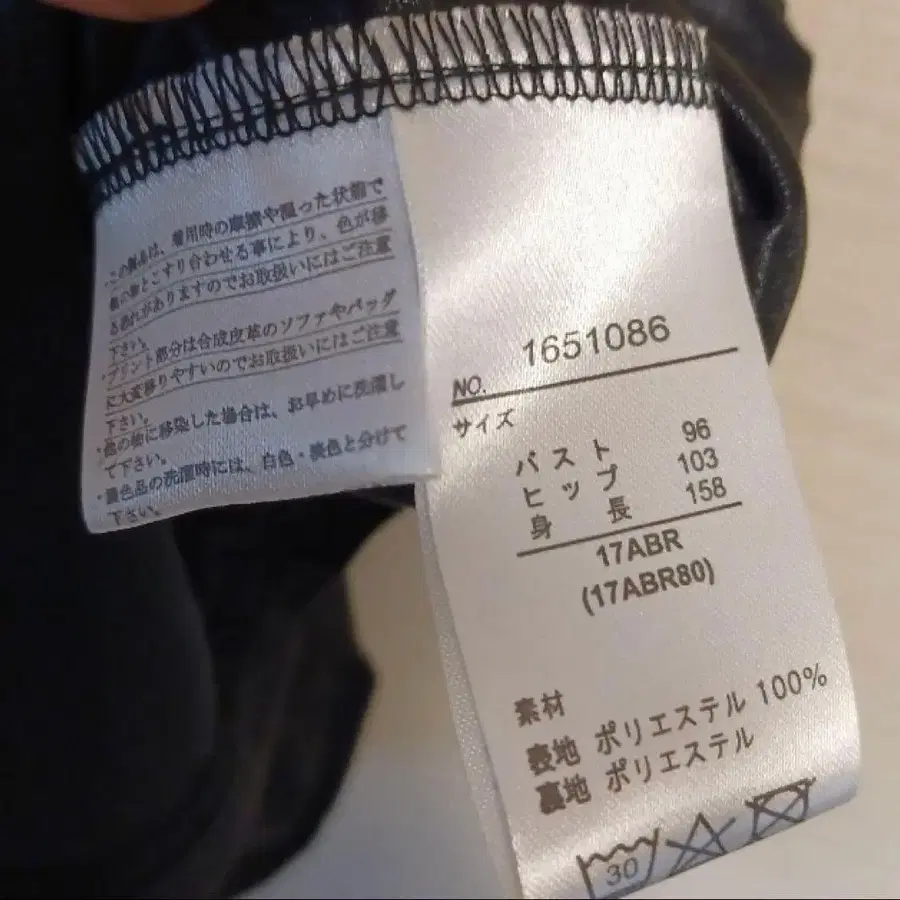 ・この製品は、着用時の摩擦や湿った状態で
他の物とこすり合わせる事により、色が移
る恐れがありますのでお取扱いにはご注意
下さい。
・プリント部分は合成皮革のソファやバッグ
に大変移りやすいのでお取扱いにはご注意
下さい。
・他の物に移染した場合は、お早めに洗濯し
て下さい。
・濃色品の洗濯時には、白色・淡色と分けて
下さい。
NO. 1651086
サイズ
バスト 96
ヒップ 103
身長 158
17ABR
(17ABR80)
素材
表地 ポリエステル 100%
裏地 ポリエステル
30